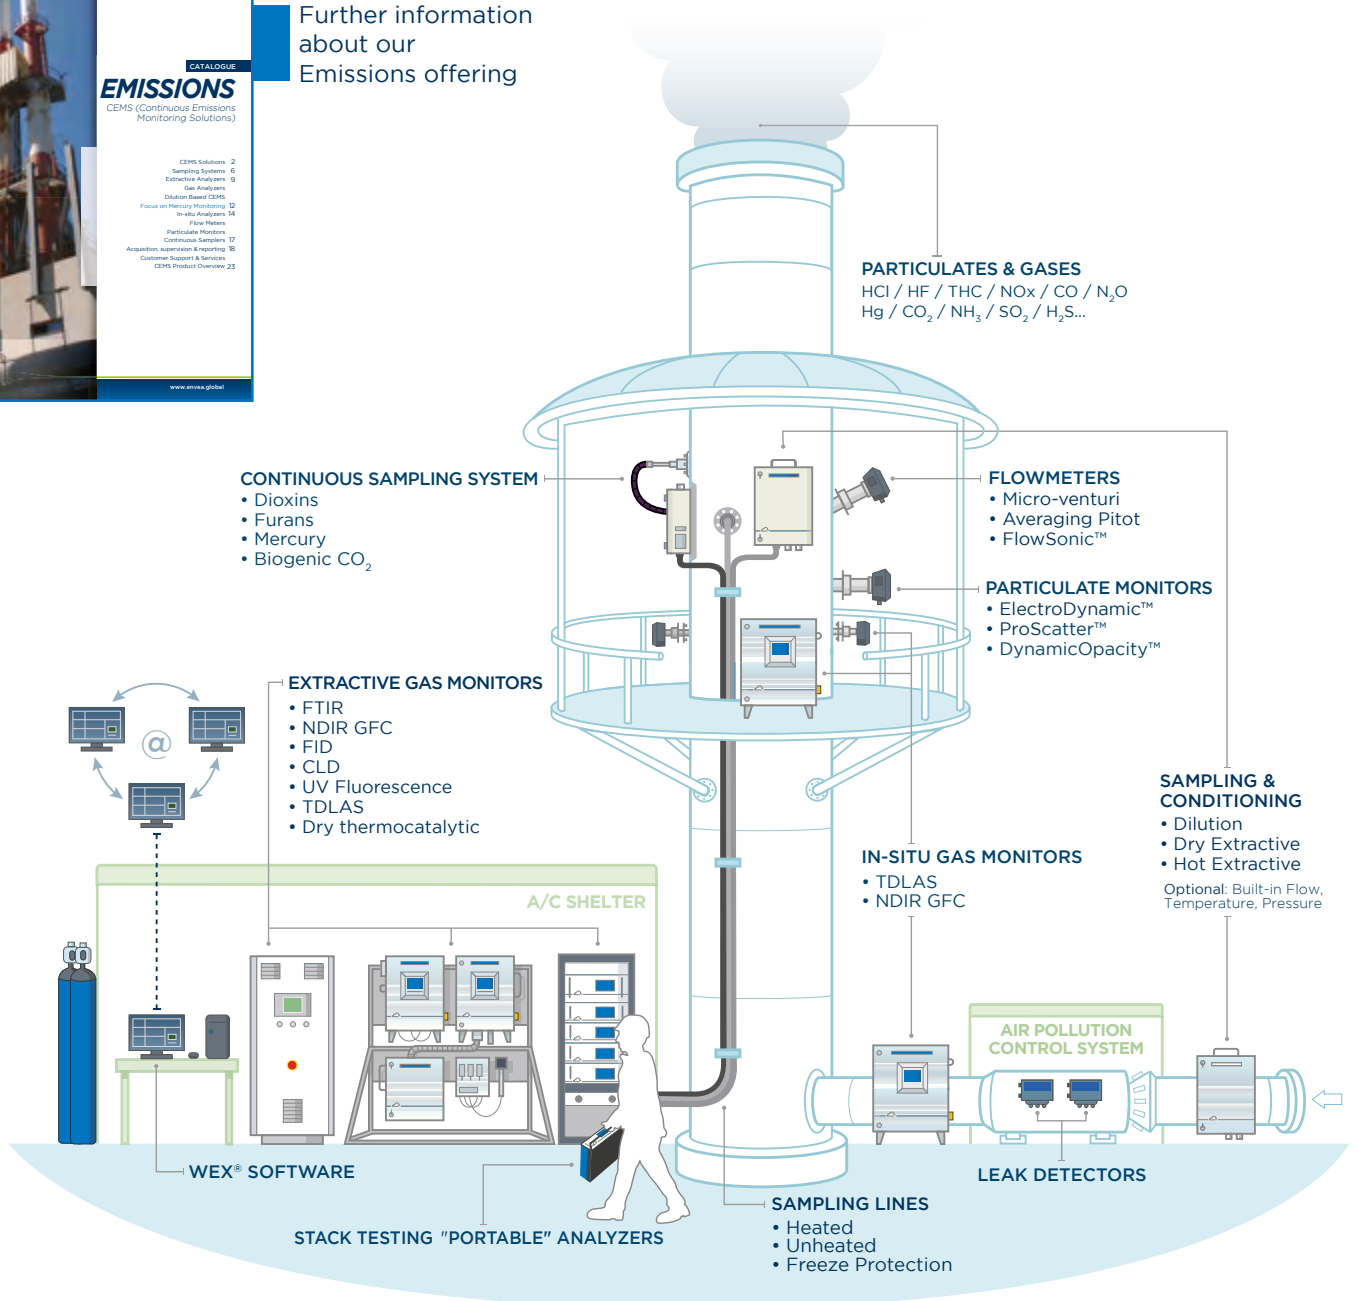 Further information
about our
Emissions offering
CATALOGUE
EMISSIONS
CEMS (Continuous Emissions
Monitoring Solutions)
CEMS Solutions 2
Sampling Systems 6
Extractive Analyzers 9
Gas Analyzers
Dilution Based CEMS
Focus on Mercury Monitoring 12
In-situ Analyzers 14
Flow Meters
Particulate Monitors
Continuous Samplers 17
Acquisition, supervision & reporting 18
Customer Support & Services
CEMS Product Overview 23
www.envea.global
PARTICULATES & GASES
HCl / HF / THC / NOx / CO / N₂O
Hg / CO₂ / NH₃ / SO₂ / H₂S...
CONTINUOUS SAMPLING SYSTEM
• Dioxins
• Furans
• Mercury
• Biogenic CO₂
FLOWMETERS
• Micro-venturi
• Averaging Pitot
• FlowSonic™
PARTICULATE MONITORS
• ElectroDynamic™
• ProScatter™
• DynamicOpacity™
EXTRACTIVE GAS MONITORS
• FTIR
• NDIR GFC
• FID
• CLD
• UV Fluorescence
• TDLAS
• Dry thermocatalytic
@
SAMPLING &
CONDITIONING
• Dilution
• Dry Extractive
• Hot Extractive
Optional: Built-in Flow,
Temperature, Pressure
IN-SITU GAS MONITORS
• TDLAS
• NDIR GFC
A/C SHELTER
AIR POLLUTION
CONTROL SYSTEM
WEX® SOFTWARE
LEAK DETECTORS
STACK TESTING "PORTABLE" ANALYZERS
SAMPLING LINES
• Heated
• Unheated
• Freeze Protection